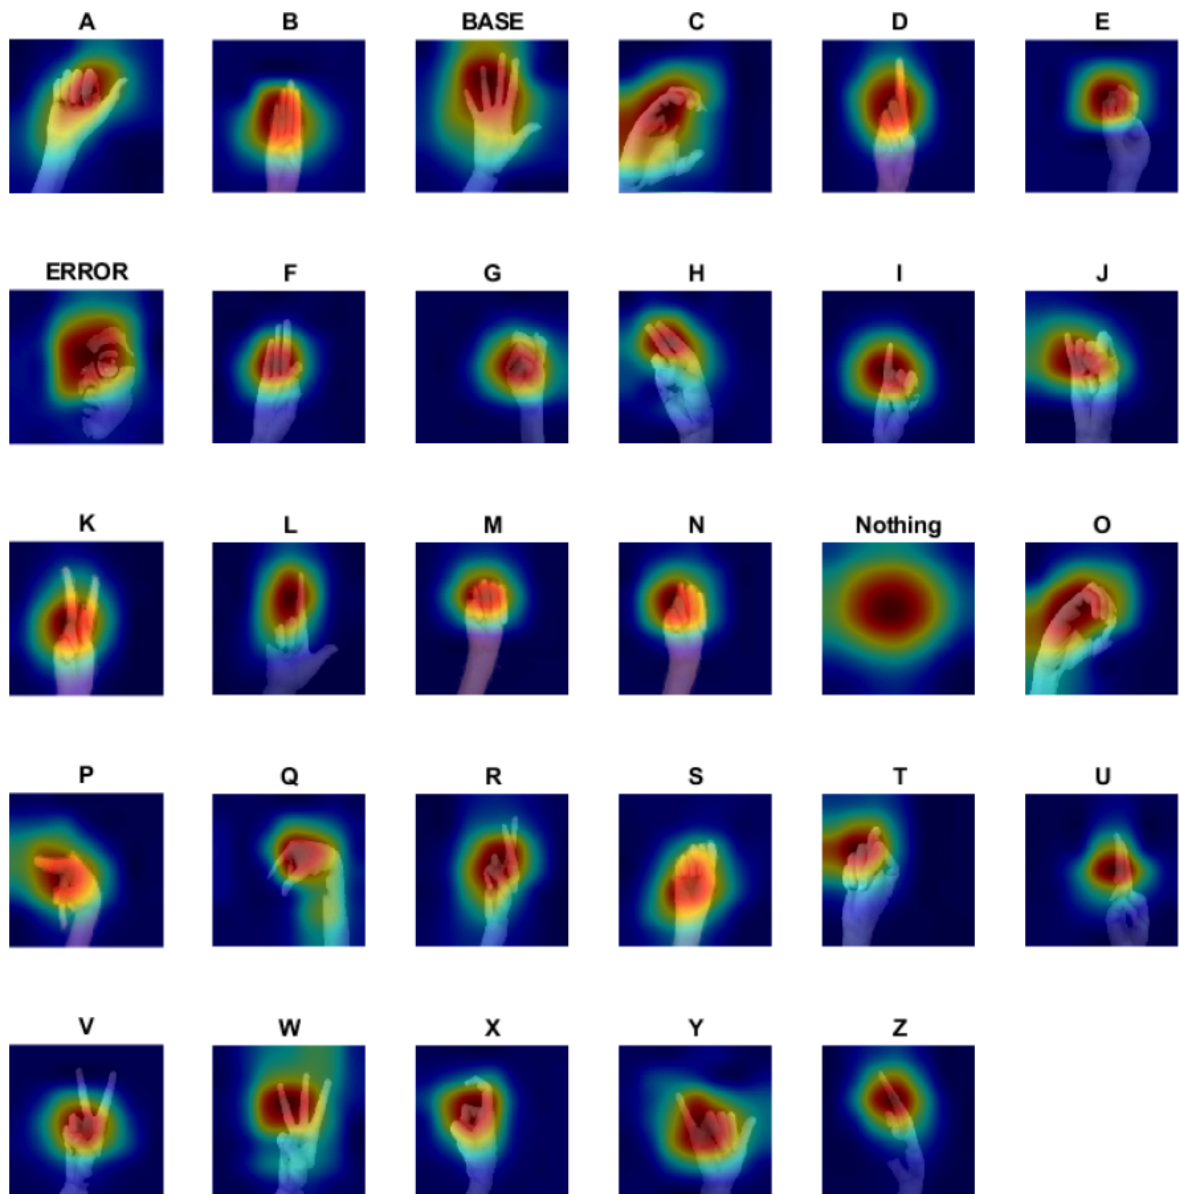 A B BASE C D E
ERROR F G H I J
K L M N Nothing O
P Q R S T U
V W X Y Z